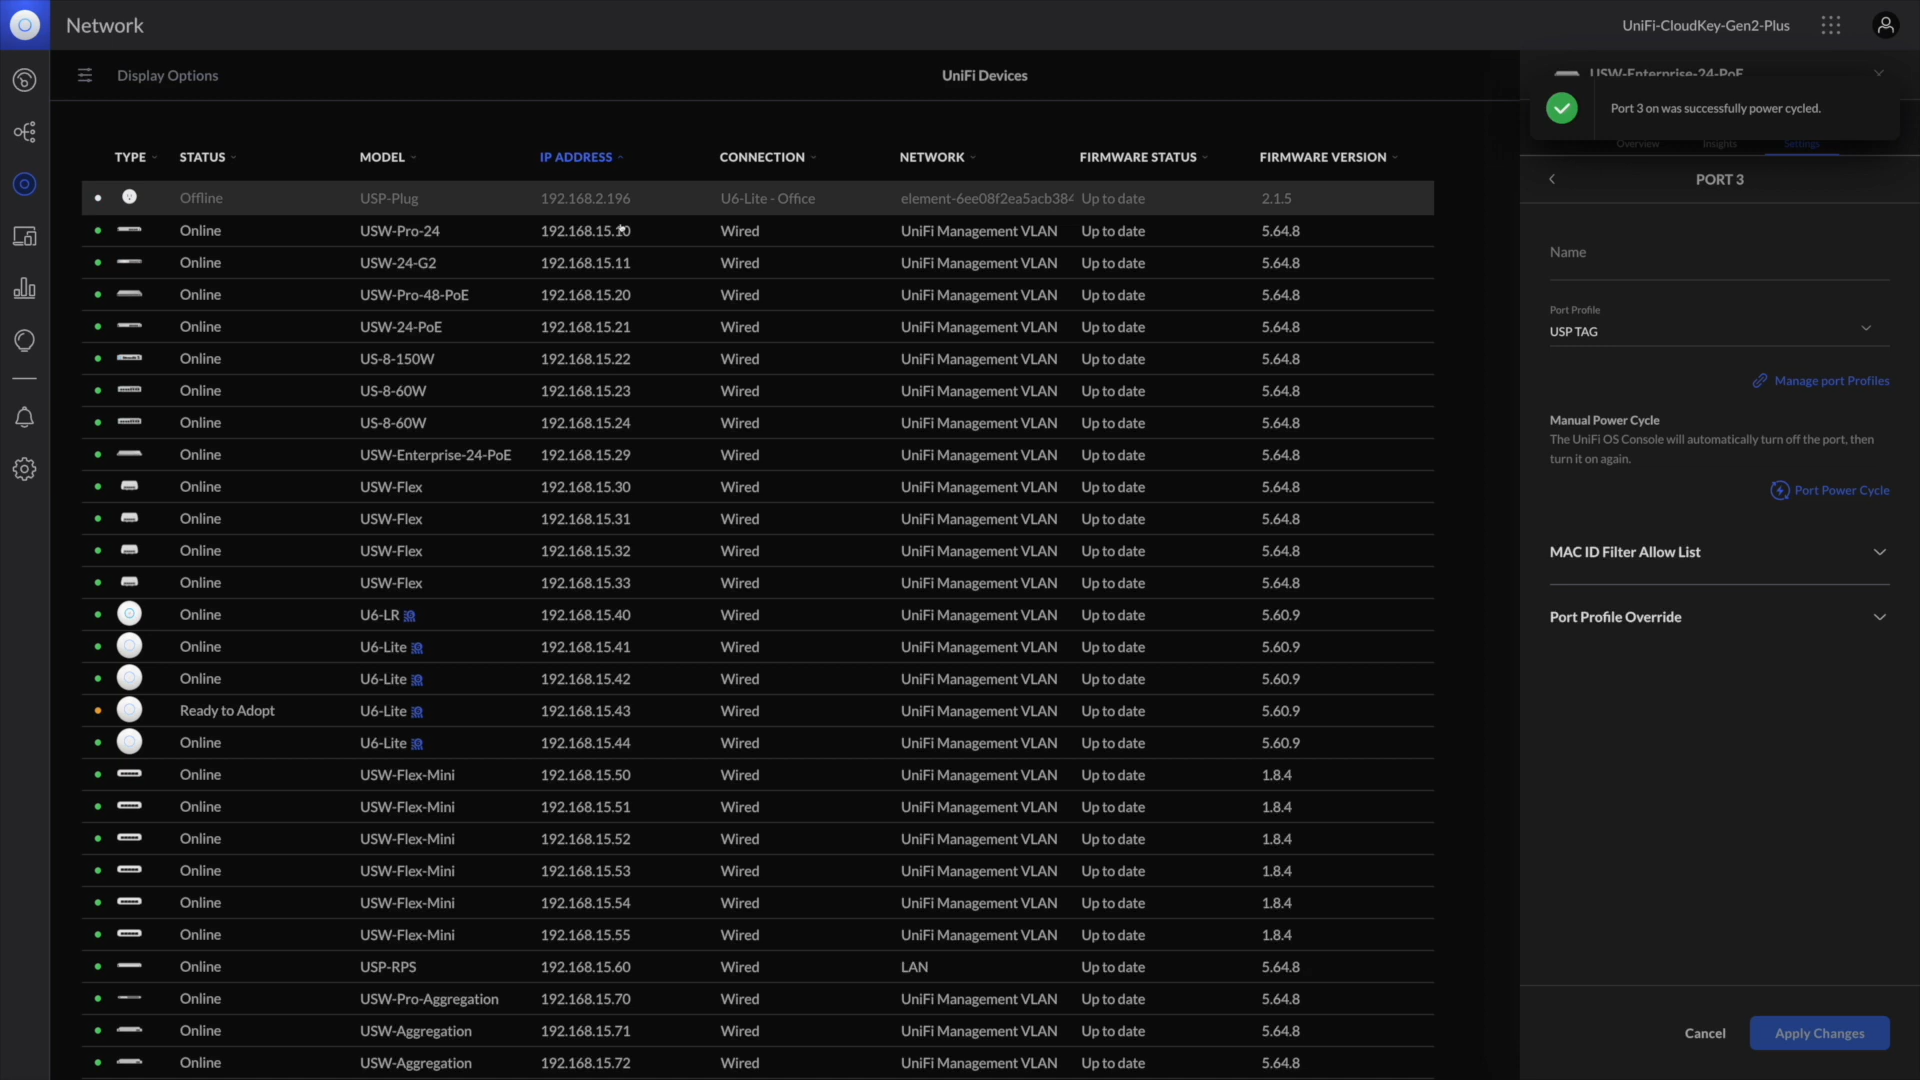 Network
UniFi-CloudKey-Gen2-Plus
Display Options
UniFi Devices
USW-Enterprise-24-PoE
Port 3 on was successfully power cycled.
Overview Insights Settings
TYPE STATUS MODEL IP ADDRESS CONNECTION NETWORK FIRMWARE STATUS FIRMWARE VERSION
Offline USP-Plug 192.168.2.196 U6-Lite - Office element-6ee08f2ea5acb384 Up to date 2.1.5
Online USW-Pro-24 192.168.15.10 Wired UniFi Management VLAN Up to date 5.64.8
Online USW-24-G2 192.168.15.11 Wired UniFi Management VLAN Up to date 5.64.8
Online USW-Pro-48-PoE 192.168.15.20 Wired UniFi Management VLAN Up to date 5.64.8
Online USW-24-PoE 192.168.15.21 Wired UniFi Management VLAN Up to date 5.64.8
Online US-8-150W 192.168.15.22 Wired UniFi Management VLAN Up to date 5.64.8
Online US-8-60W 192.168.15.23 Wired UniFi Management VLAN Up to date 5.64.8
Online US-8-60W 192.168.15.24 Wired UniFi Management VLAN Up to date 5.64.8
Online USW-Enterprise-24-PoE 192.168.15.29 Wired UniFi Management VLAN Up to date 5.64.8
Online USW-Flex 192.168.15.30 Wired UniFi Management VLAN Up to date 5.64.8
Online USW-Flex 192.168.15.31 Wired UniFi Management VLAN Up to date 5.64.8
Online USW-Flex 192.168.15.32 Wired UniFi Management VLAN Up to date 5.64.8
Online USW-Flex 192.168.15.33 Wired UniFi Management VLAN Up to date 5.64.8
Online U6-LR 192.168.15.40 Wired UniFi Management VLAN Up to date 5.60.9
Online U6-Lite 192.168.15.41 Wired UniFi Management VLAN Up to date 5.60.9
Online U6-Lite 192.168.15.42 Wired UniFi Management VLAN Up to date 5.60.9
Ready to Adopt U6-Lite 192.168.15.43 Wired UniFi Management VLAN Up to date 5.60.9
Online U6-Lite 192.168.15.44 Wired UniFi Management VLAN Up to date 5.60.9
Online USW-Flex-Mini 192.168.15.50 Wired UniFi Management VLAN Up to date 1.8.4
Online USW-Flex-Mini 192.168.15.51 Wired UniFi Management VLAN Up to date 1.8.4
Online USW-Flex-Mini 192.168.15.52 Wired UniFi Management VLAN Up to date 1.8.4
Online USW-Flex-Mini 192.168.15.53 Wired UniFi Management VLAN Up to date 1.8.4
Online USW-Flex-Mini 192.168.15.54 Wired UniFi Management VLAN Up to date 1.8.4
Online USW-Flex-Mini 192.168.15.55 Wired UniFi Management VLAN Up to date 1.8.4
Online USP-RPS 192.168.15.60 Wired LAN Up to date 5.64.8
Online USW-Pro-Aggregation 192.168.15.70 Wired UniFi Management VLAN Up to date 5.64.8
Online USW-Aggregation 192.168.15.71 Wired UniFi Management VLAN Up to date 5.64.8
Online USW-Aggregation 192.168.15.72 Wired UniFi Management VLAN Up to date 5.64.8
PORT 3
Name
Port Profile
USP TAG
Manage port Profiles
Manual Power Cycle
The UniFi OS Console will automatically turn off the port, then
turn it on again.
Port Power Cycle
MAC ID Filter Allow List
Port Profile Override
Cancel
Apply Changes